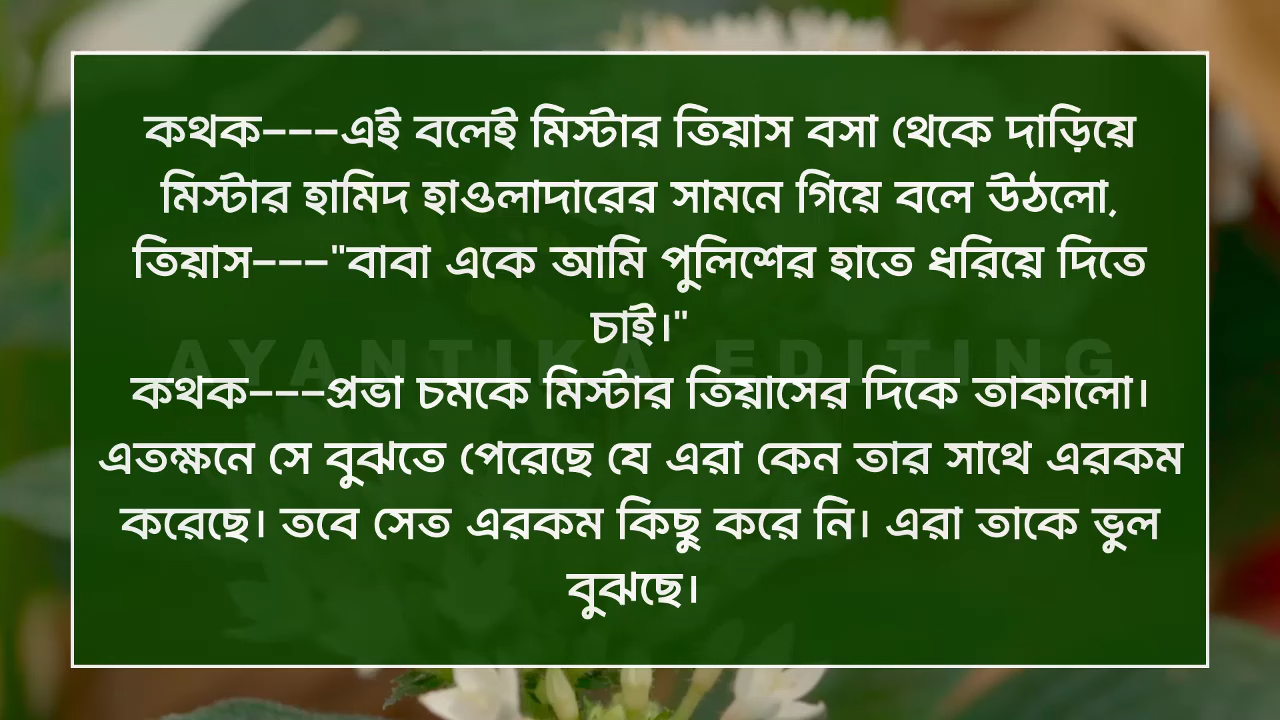 কথক---এই বলেই মিস্টার তিয়াস বসা থেকে দাড়িয়ে
মিস্টার হামিদ হাওলাদারের সামনে গিয়ে বলে উঠলো,
তিয়াস---"বাবা একে আমি পুলিশের হাতে ধরিয়ে দিতে
চাই।"
AYANTIKA EDITING
কথক---প্রভা চমকে মিস্টার তিয়াসের দিকে তাকালো।
এতক্ষনে সে বুঝতে পেরেছে যে এরা কেন তার সাথে এরকম
করেছে। তবে সেত এরকম কিছু করে নি। এরা তাকে ভুল
বুঝছে।